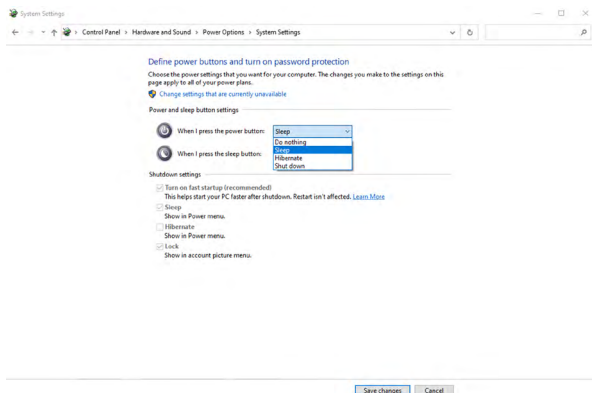 System Settings
Control Panel > Hardware and Sound > Power Options > System Settings
Define power buttons and turn on password protection
Choose the power settings that you want for your computer. The changes you make to the settings on this
page apply to all of your power plans.
Change settings that are currently unavailable
Power and sleep button settings
When I press the power button: Sleep
Do nothing
Sleep
When I press the sleep button: Hibernate
Shut down
Shutdown settings
Turn on fast startup (recommended)
This helps start your PC faster after shutdown. Restart isn't affected. Learn More
Sleep
Show in Power menu.
Hibernate
Show in Power menu.
Lock
Show in account picture menu.
Save changes Cancel